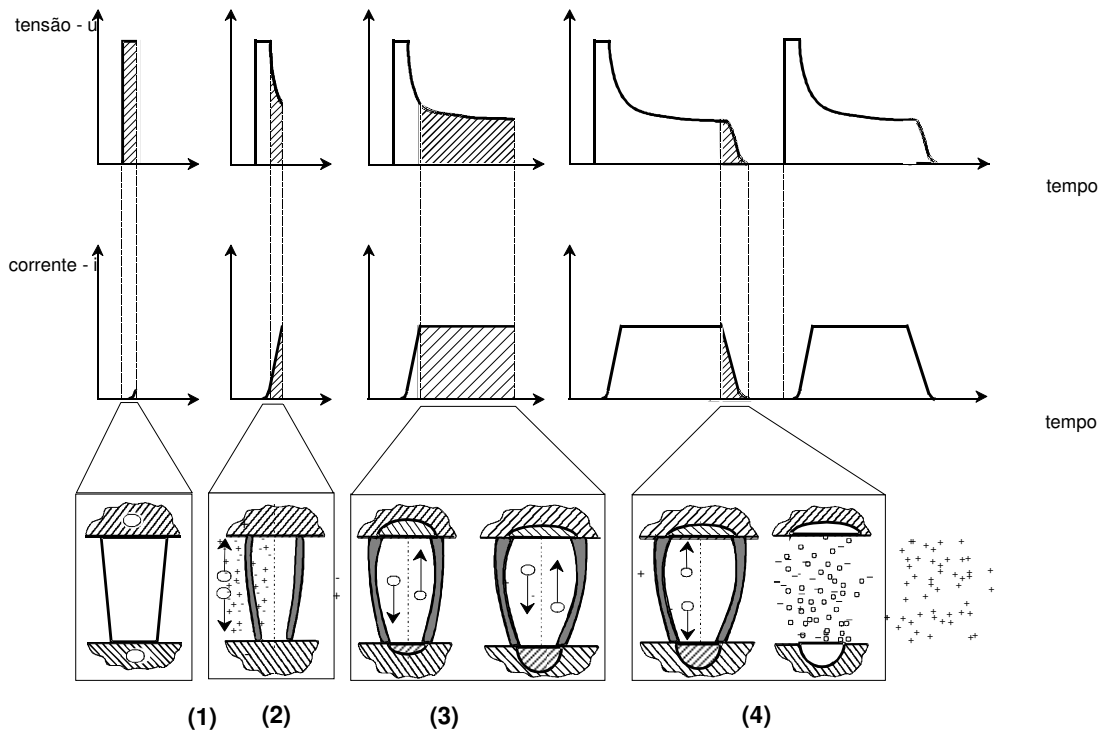 tensão - u
tempo
corrente - i
tempo
(1)
(2)
(3)
(4)